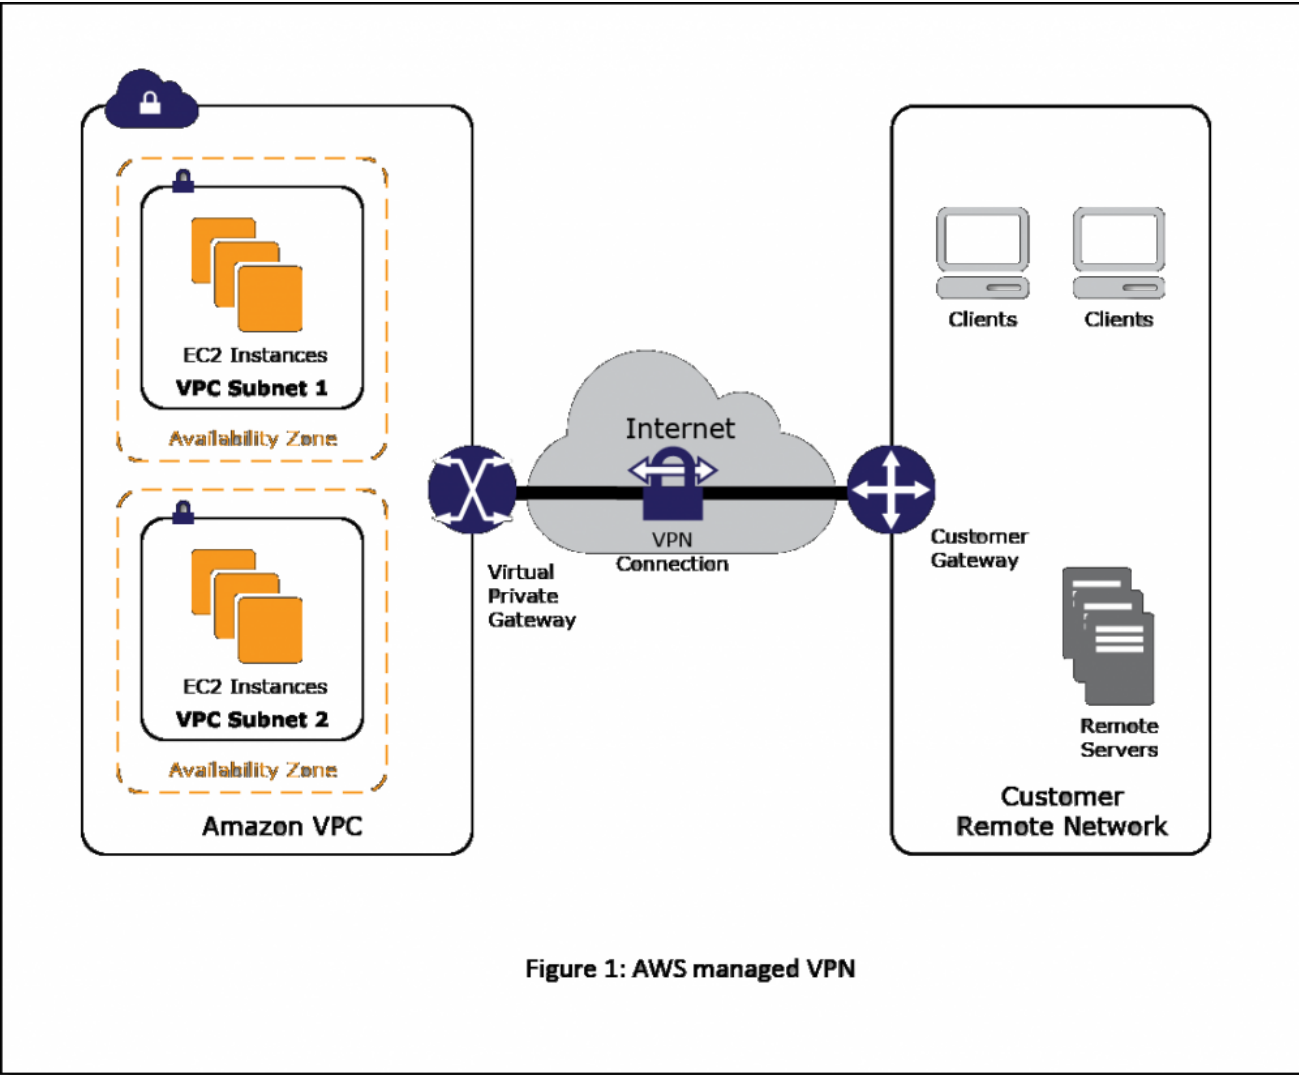 EC2 Instances
VPC Subnet 1
Availability Zone
EC2 Instances
VPC Subnet 2
Availability Zone
Amazon VPC
Virtual
Private
Gateway
Internet
VPN
Connection
Customer
Gateway
Clients
Clients
Remote
Servers
Customer
Remote Network
Figure 1: AWS managed VPN